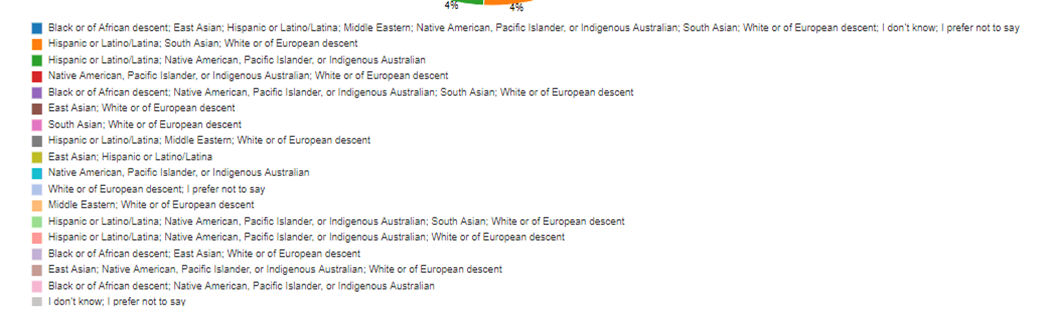 4%
4%
Black or of African descent; East Asian; Hispanic or Latino/Latina; Middle Eastern; Native American, Pacific Islander, or Indigenous Australian; South Asian; White or of European descent; I don't know; I prefer not to say
Hispanic or Latino/Latina; South Asian; White or of European descent
Hispanic or Latino/Latina; Native American, Pacific Islander, or Indigenous Australian
Native American, Pacific Islander, or Indigenous Australian; White or of European descent
Black or of African descent; Native American, Pacific Islander, or Indigenous Australian; South Asian; White or of European descent
East Asian; White or of European descent
South Asian; White or of European descent
Hispanic or Latino/Latina; Middle Eastern; White or of European descent
East Asian; Hispanic or Latino/Latina
Native American, Pacific Islander, or Indigenous Australian
White or of European descent; I prefer not to say
Middle Eastern; White or of European descent
Hispanic or Latino/Latina; Native American, Pacific Islander, or Indigenous Australian; South Asian; White or of European descent
Hispanic or Latino/Latina; Native American, Pacific Islander, or Indigenous Australian; White or of European descent
Black or of African descent; East Asian; White or of European descent
East Asian; Native American, Pacific Islander, or Indigenous Australian; White or of European descent
Black or of African descent; Native American, Pacific Islander, or Indigenous Australian
I don't know; I prefer not to say